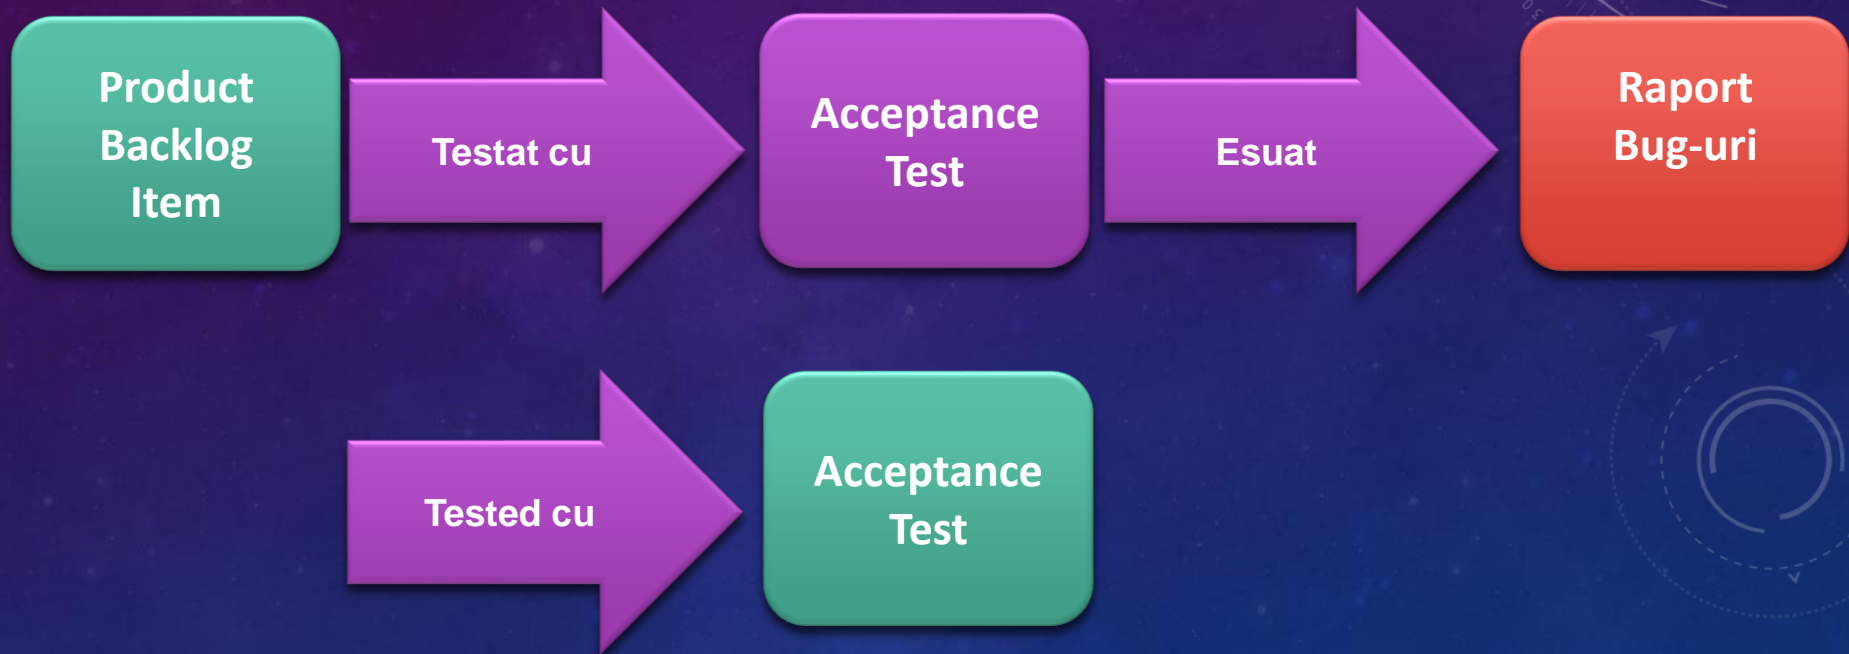 Product
Backlog
Item
Testat cu
Acceptance
Test
Esuat
Raport
Bug-uri
Tested cu
Acceptance
Test